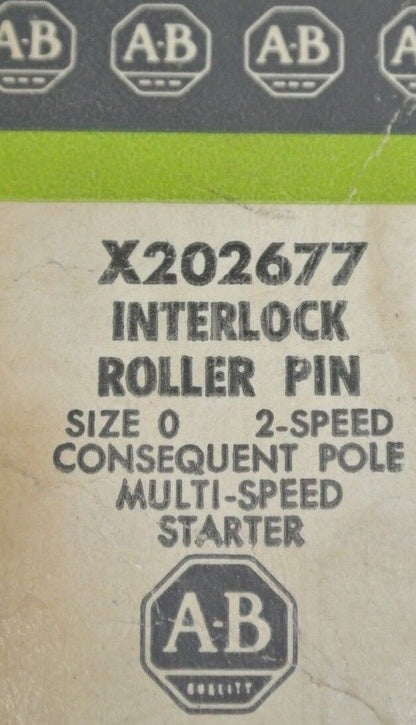 A-B A-B A-B A
X202677
INTERLOCK
ROLLER PIN
SIZE 0 2-SPEED
CONSEQUENT POLE
MULTI-SPEED
STARTER
A-B
QUALITY